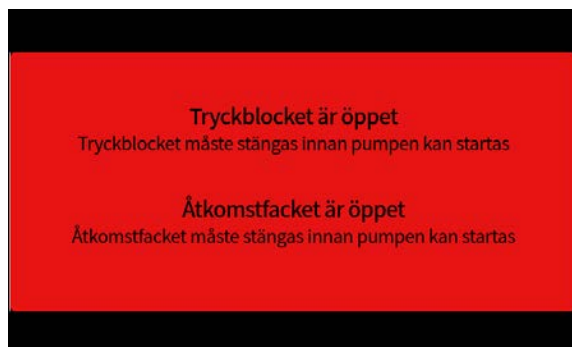 Tryckblocket är öppet
Tryckblocket måste stängas innan pumpen kan startas
Åtkomstfacket är öppet
Åtkomstfacket måste stängas innan pumpen kan startas